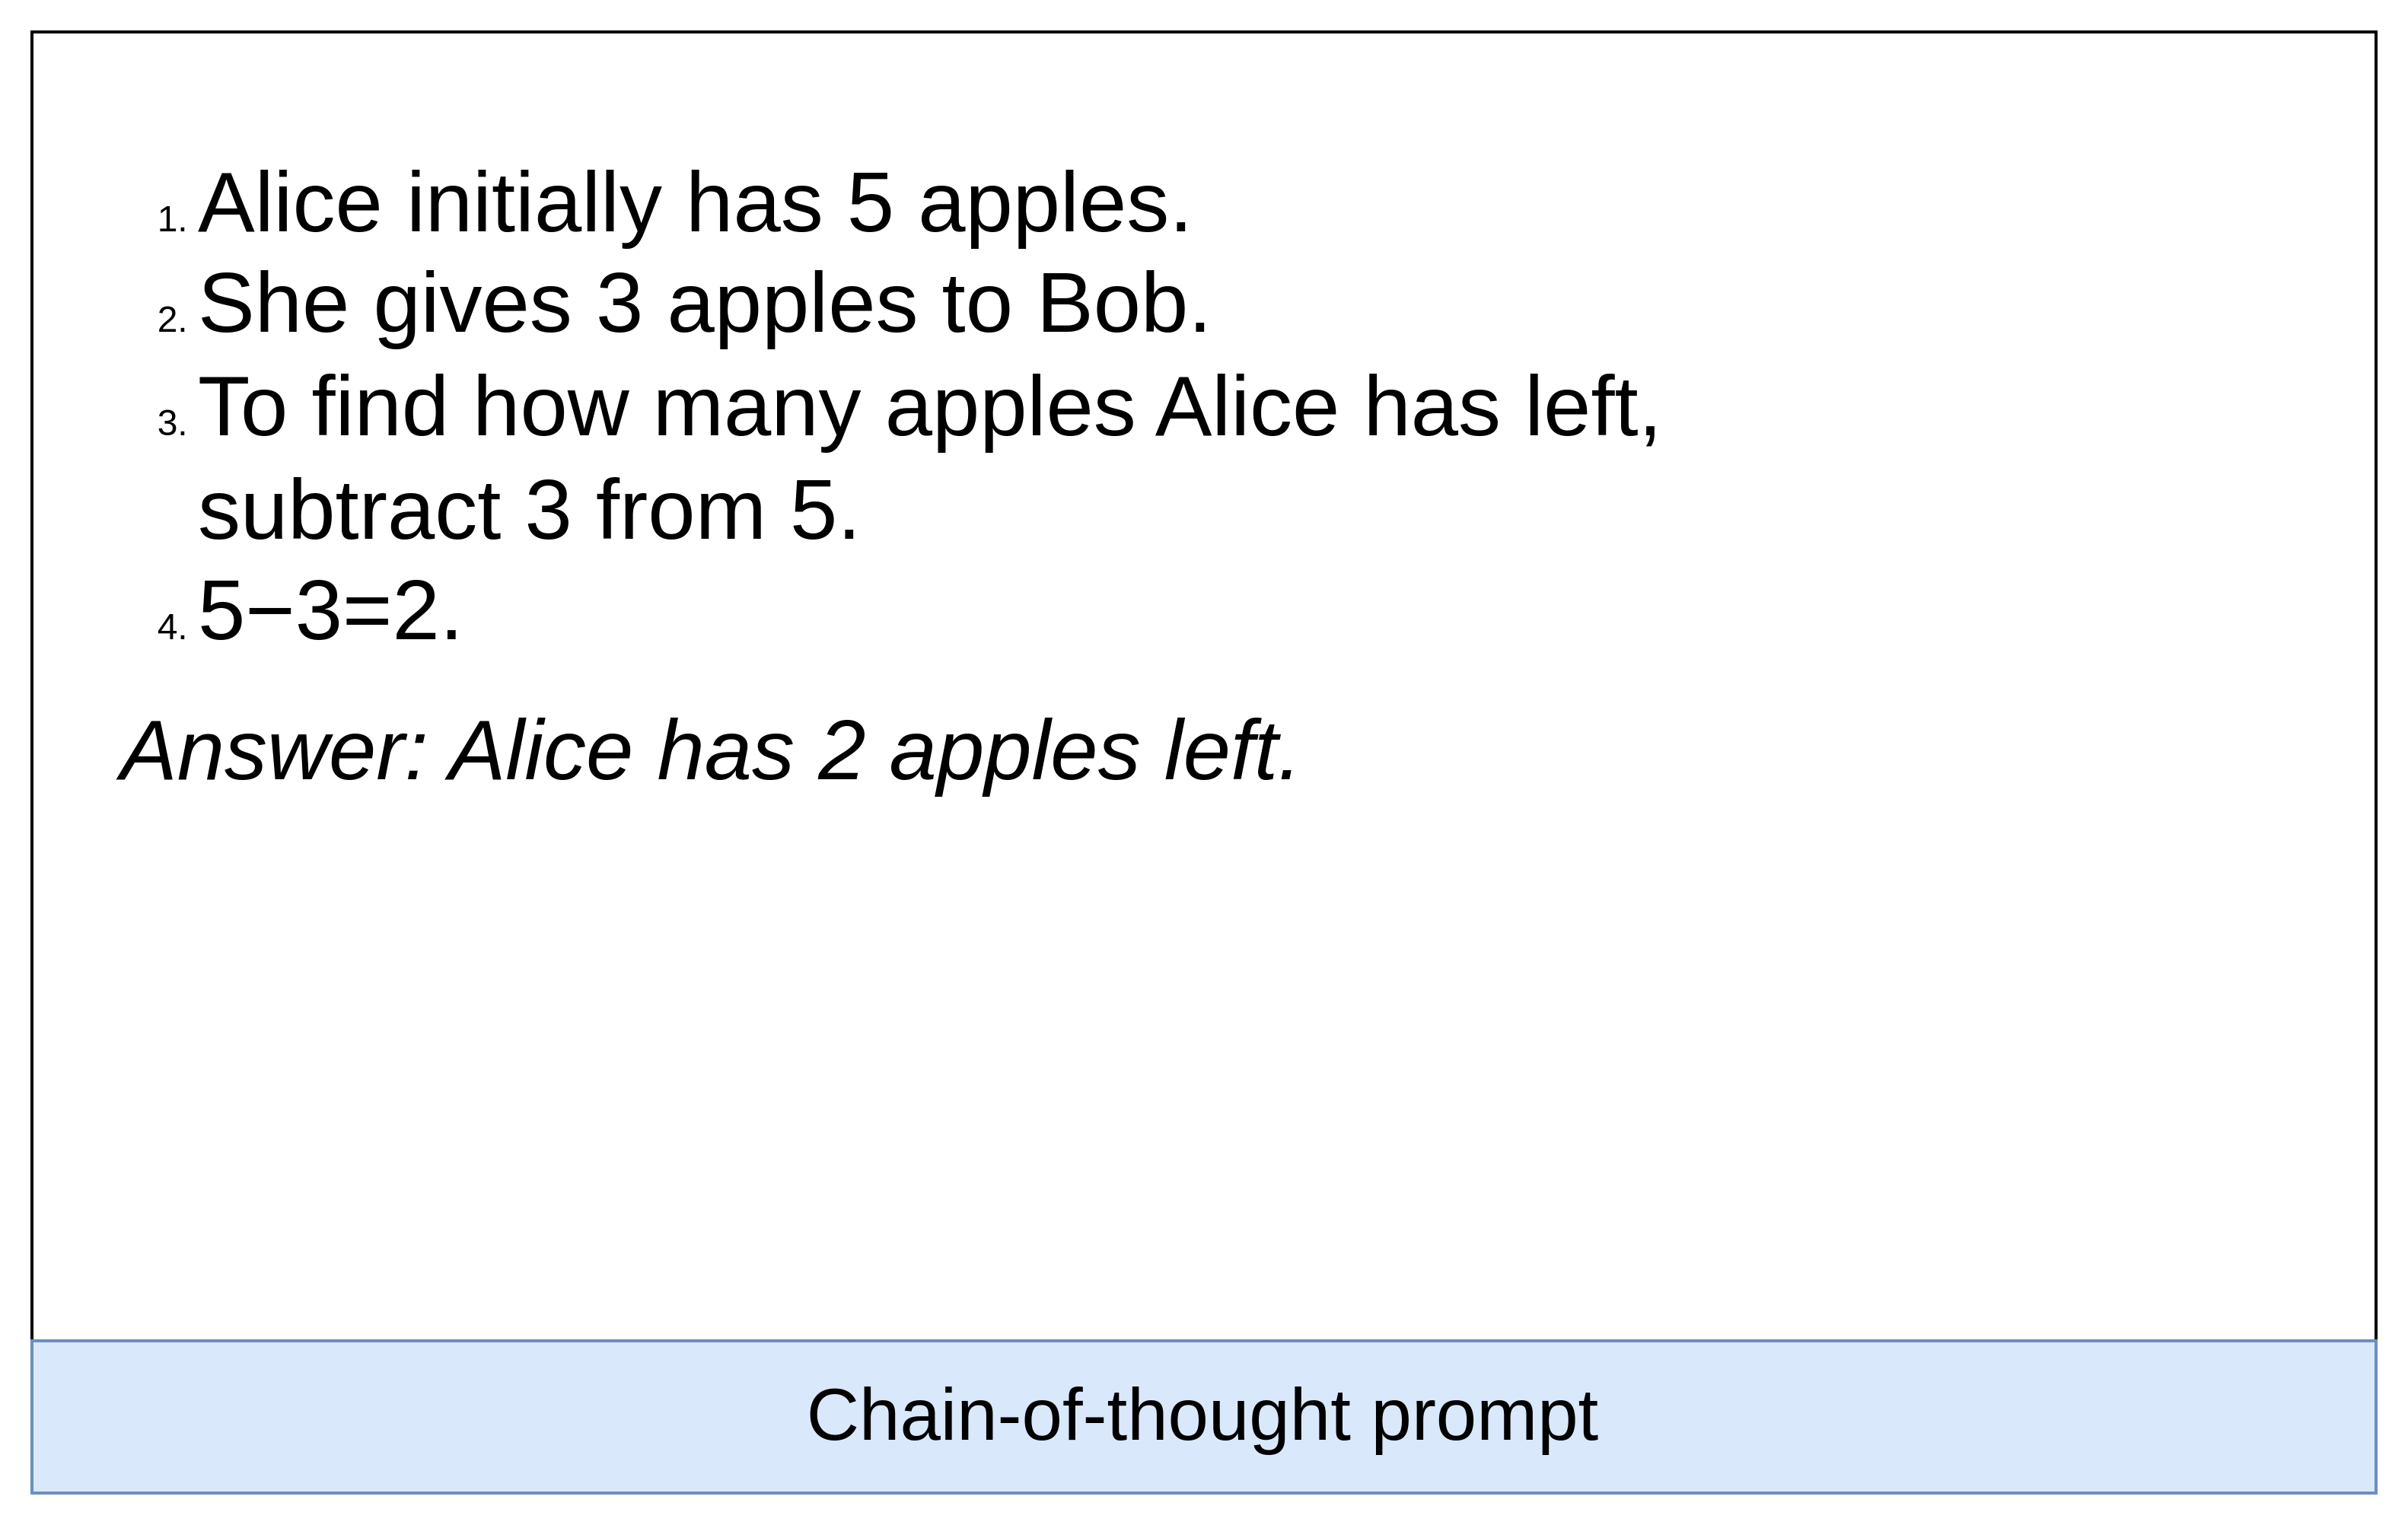 1. Alice initially has 5 apples.
2. She gives 3 apples to Bob.
3. To find how many apples Alice has left,
subtract 3 from 5.
4. 5−3=2.
Answer: Alice has 2 apples left.
Chain-of-thought prompt